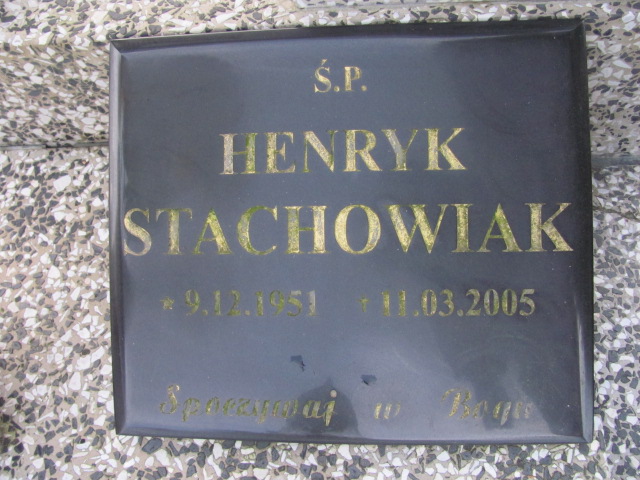 Ś.P.
HENRYK
STACHOWIAK
* 9.12.1951 + 11.03.2005
Spoczywaj w Bogu